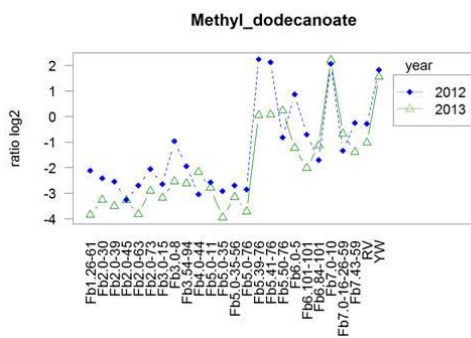 Methyl_dodecanoate
year
2012
2013
ratio log2
2
1
0
-1
-2
-3
-4
Fb1.26-61
Fb2.0-30
Fb2.0-39
Fb2.0-45
Fb2.0-63
Fb2.0-73
Fb3.0-15
Fb3.0-8
Fb3.54-94
Fb4.0-44
Fb5.0-11
Fb5.0-35
Fb5.0-35-56
Fb5.0-76
Fb5.39-76
Fb5.41-76
Fb5.50-76
Fb6.0-5
Fb6.101-101
Fb6.84-101
Fb7.0-10
Fb7.0-16-26-59
Fb7.43-59
RV
YW